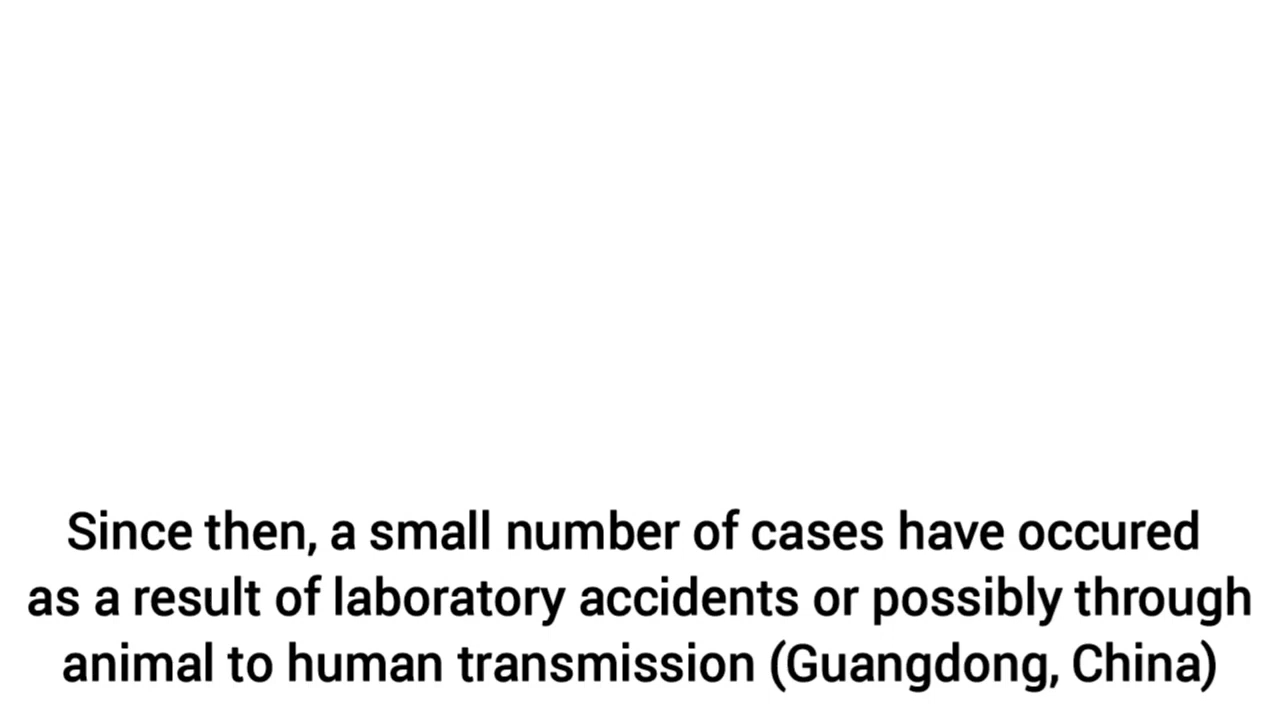 Since then, a small number of cases have occured
as a result of laboratory accidents or possibly through
animal to human transmission (Guangdong, China)